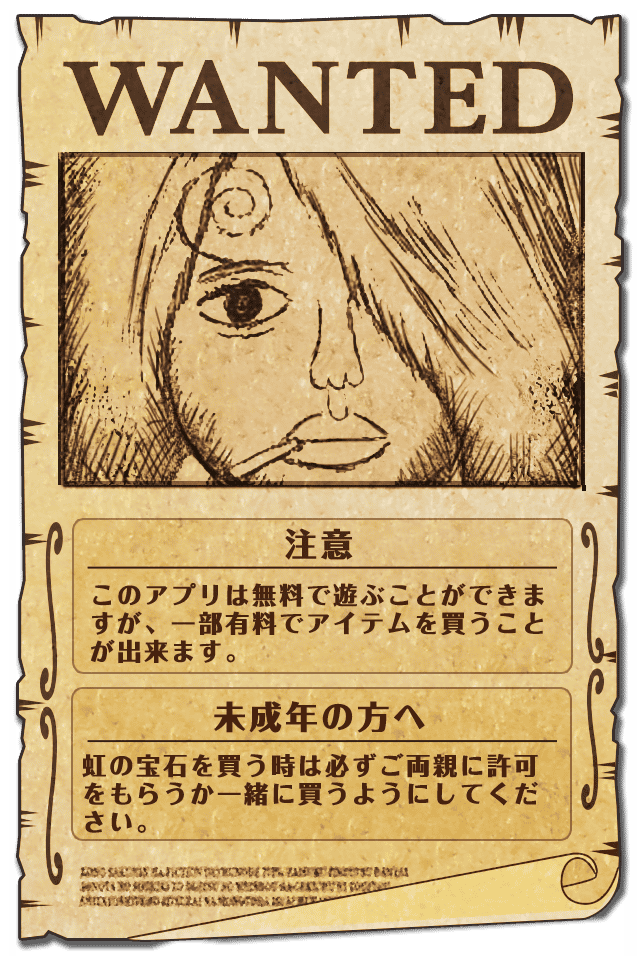 WANTED
注意
このアプリは無料で遊ぶことができま
すが、一部有料でアイテムを買うこと
が出来ます。
未成年の方へ
虹の宝石を買う時は必ずご両親に許可
をもらうか一緒に買うようにしてくだ
さい。